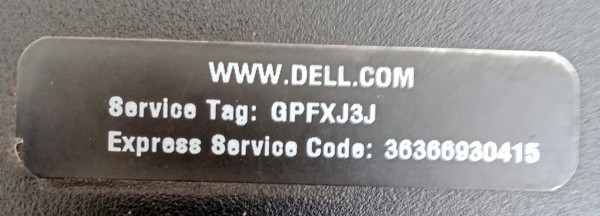 WWW.DELL.COM
Service Tag: GPFXJ3J
Express Service Code: 36366930415